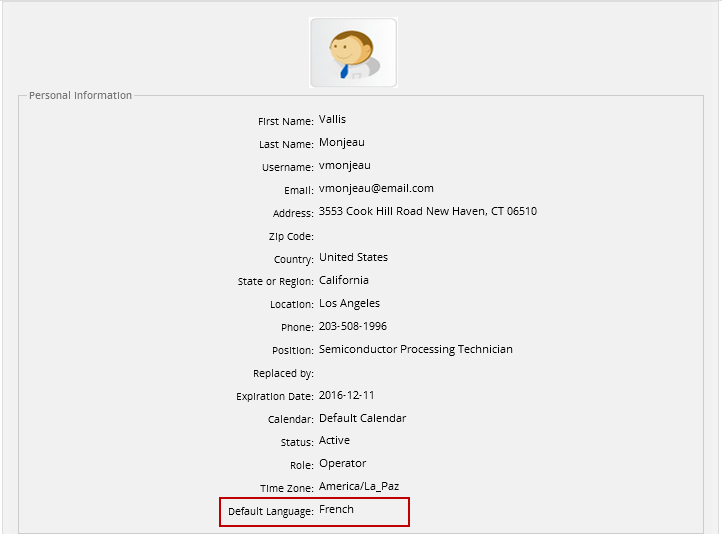 Personal Information
First Name: Vallis
Last Name: Monjeau
Username: vmonjeau
Email: vmonjeau@email.com
Address: 3553 Cook Hill Road New Haven, CT 06510
Zip Code:
Country: United States
State or Region: California
Location: Los Angeles
Phone: 203-508-1996
Position: Semiconductor Processing Technician
Replaced by:
Expiration Date: 2016-12-11
Calendar: Default Calendar
Status: Active
Role: Operator
Time Zone: America/La_Paz
Default Language: French